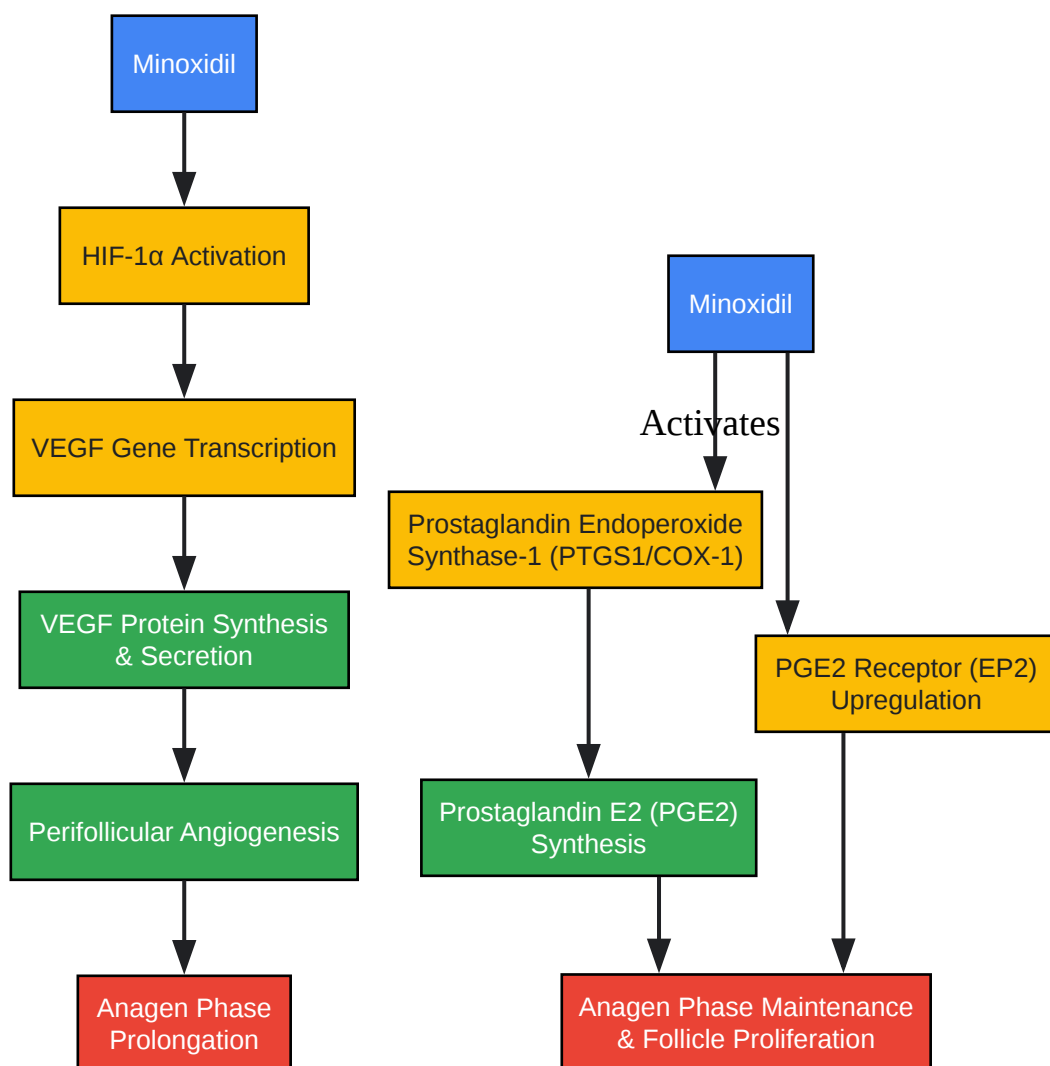 Minoxidil
HIF-1α Activation
VEGF Gene Transcription
VEGF Protein Synthesis
& Secretion
Perifollicular Angiogenesis
Anagen Phase
Prolongation
Minoxidil
Activates
Prostaglandin Endoperoxide
Synthase-1 (PTGS1/COX-1)
PGE2 Receptor (EP2)
Upregulation
Prostaglandin E2 (PGE2)
Synthesis
Anagen Phase Maintenance
& Follicle Proliferation